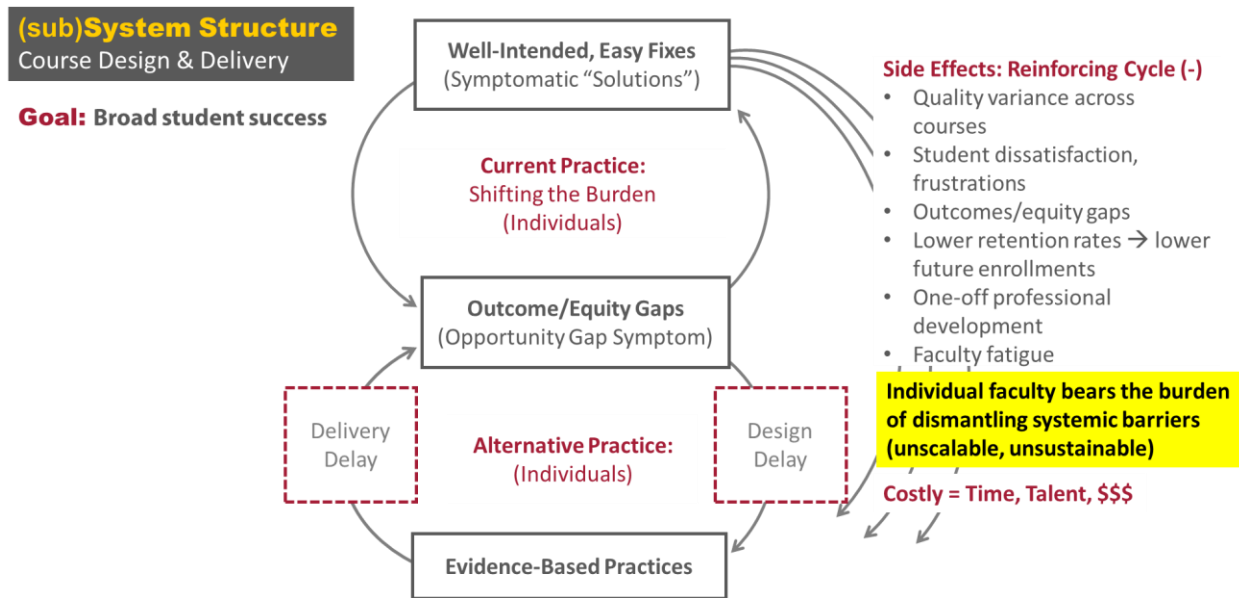 (sub)System Structure
Course Design & Delivery
Goal: Broad student success
Well-Intended, Easy Fixes
(Symptomatic “Solutions”)
Current Practice:
Shifting the Burden
(Individuals)
Outcome/Equity Gaps
(Opportunity Gap Symptom)
Delivery
Delay
Alternative Practice:
(Individuals)
Design
Delay
Evidence-Based Practices
Side Effects: Reinforcing Cycle (-)
• Quality variance across
courses
• Student dissatisfaction,
frustrations
• Outcomes/equity gaps
• Lower retention rates → lower
future enrollments
• One-off professional
development
• Faculty fatigue
Individual faculty bears the burden
of dismantling systemic barriers
(unscalable, unsustainable)
Costly = Time, Talent, $$$